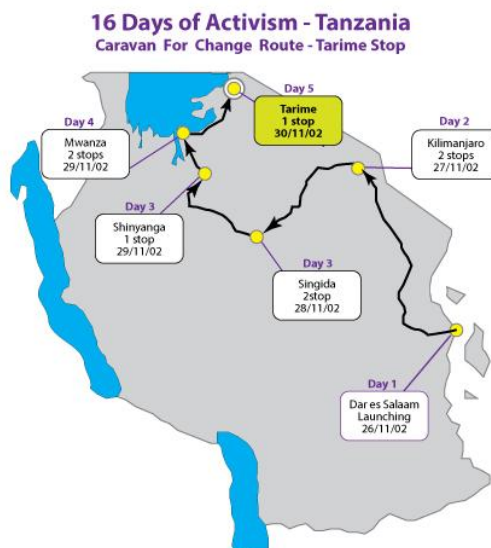 16 Days of Activism - Tanzania
Caravan For Change Route - Tarime Stop
Day 5
Tarime
1 stop
30/11/02
Day 4
Mwanza
2 stops
29/11/02
Day 2
Kilimanjaro
2 stops
27/11/02
Day 3
Shinyanga
1 stop
29/11/02
Day 3
Singida
2stop
28/11/02
Day 1
Dar es Salaam
Launching
26/11/02